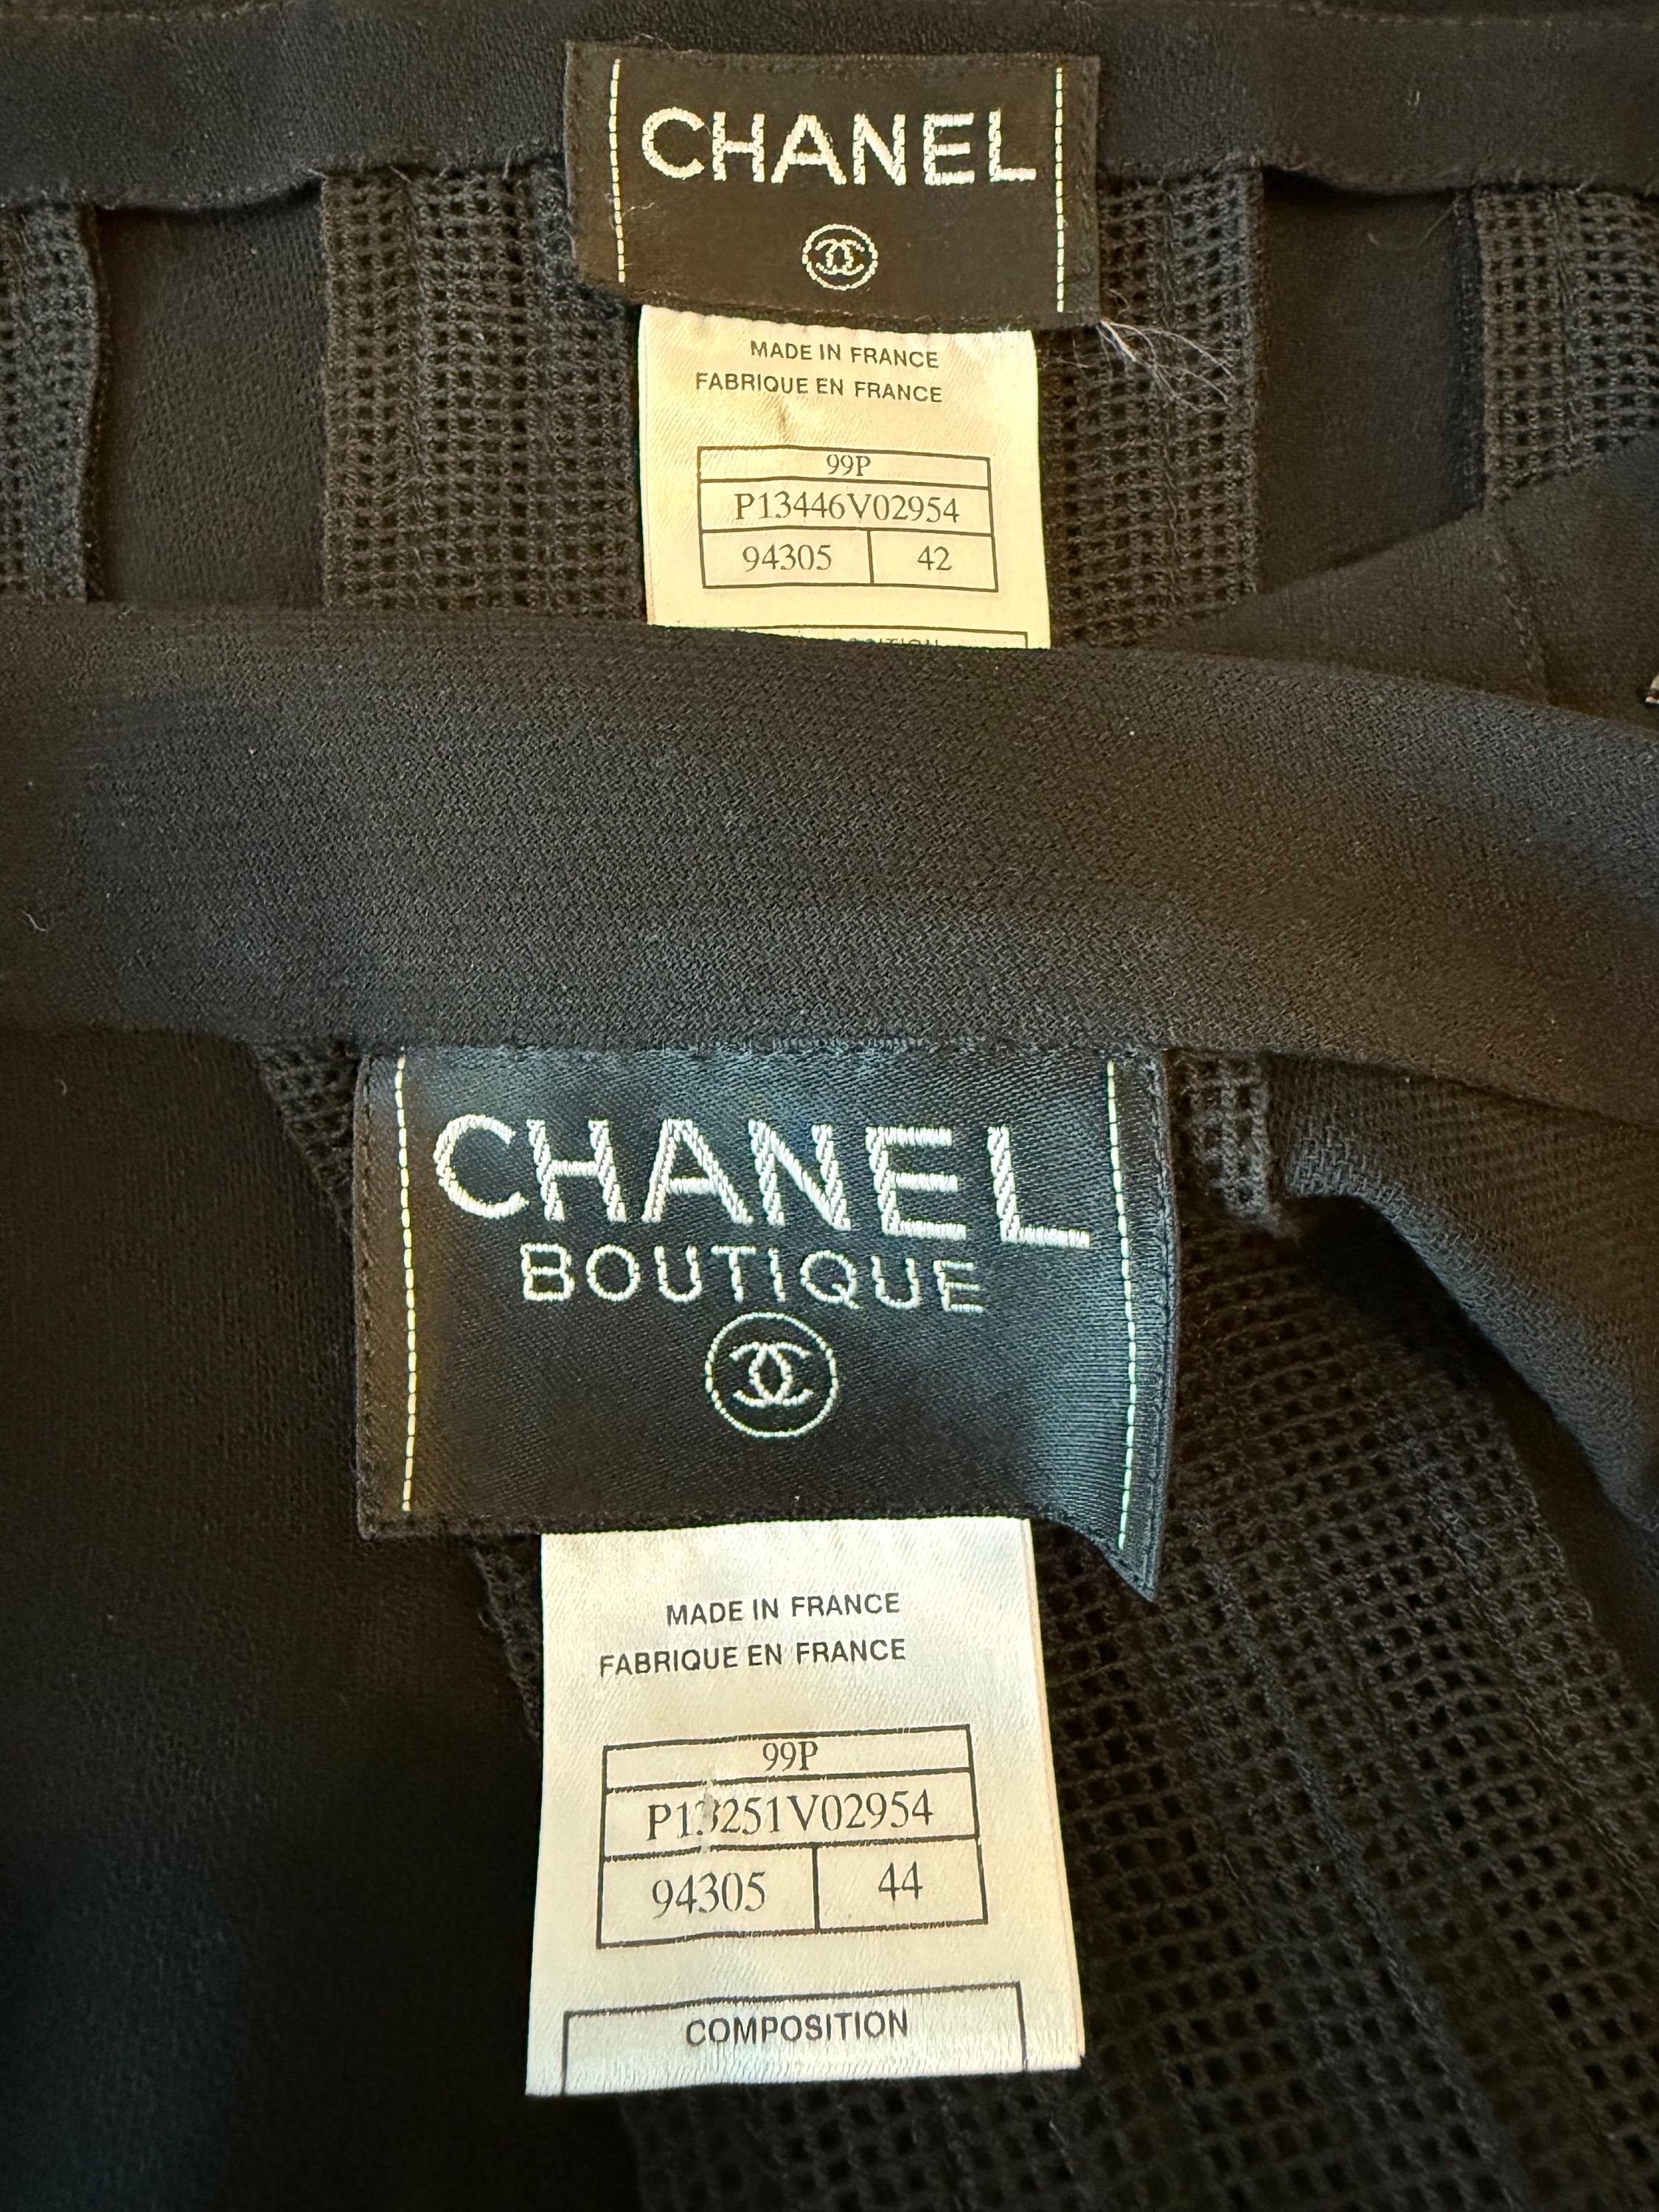 CHANEL
MADE IN FRANCE
FABRIQUE EN FRANCE
99P
P13446V02954
94305 42
CHANEL
BOUTIQUE
MADE IN FRANCE
FABRIQUE EN FRANCE
99P
P13251V02954
94305 44
COMPOSITION